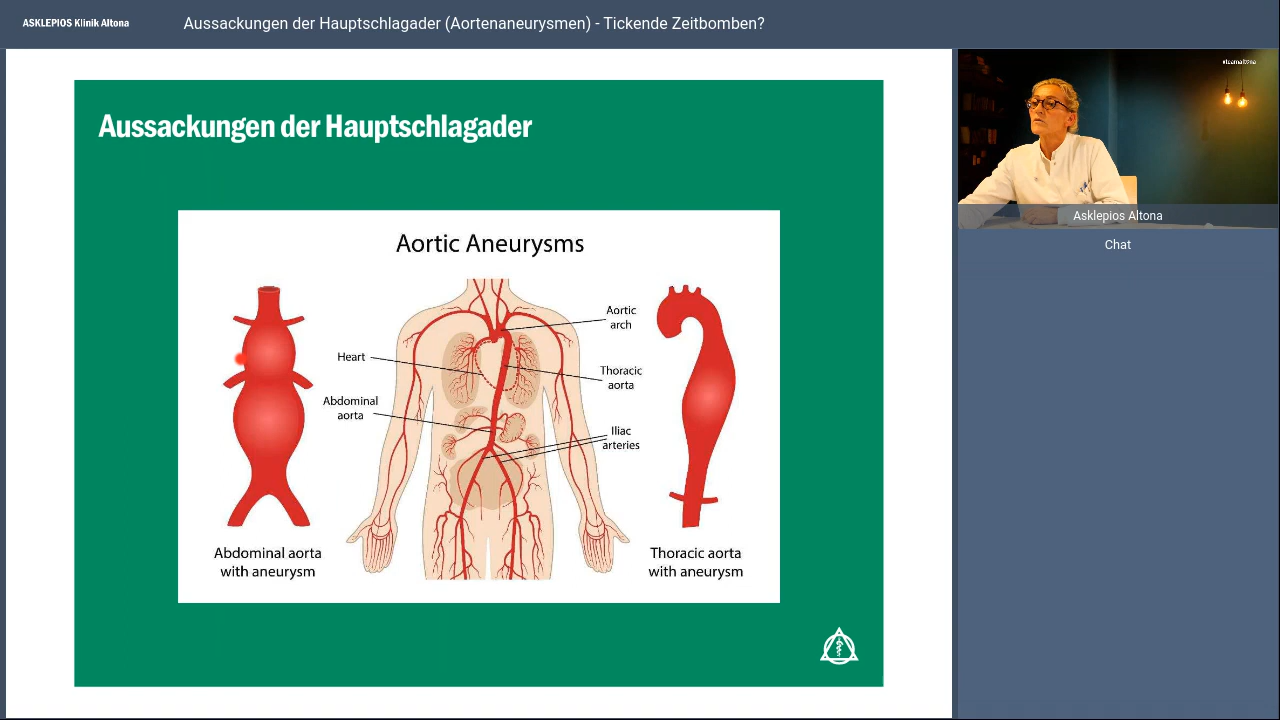 ASKLEPIOS Klinik Altona
Aussackungen der Hauptschlagader (Aortenaneurysmen) - Tickende Zeitbomben?
Aussackungen der Hauptschlagader
Aortic Aneurysms
Aortic
arch
Heart
Thoracic
aorta
Abdominal
aorta
Iliac
arteries
Abdominal aorta
with aneurysm
Thoracic aorta
with aneurysm
Asklepios Altona
Chat